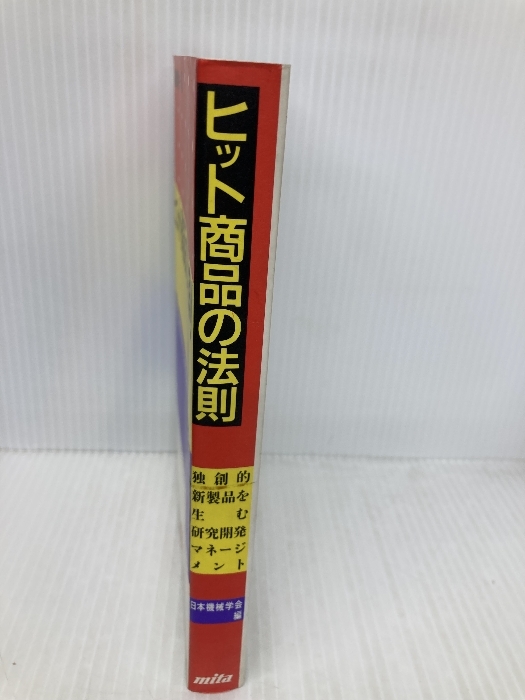 ヒット商品の法則
独創的
新製品を
生む
研究開発
マネージ
メント
日本機械学会
編
mita